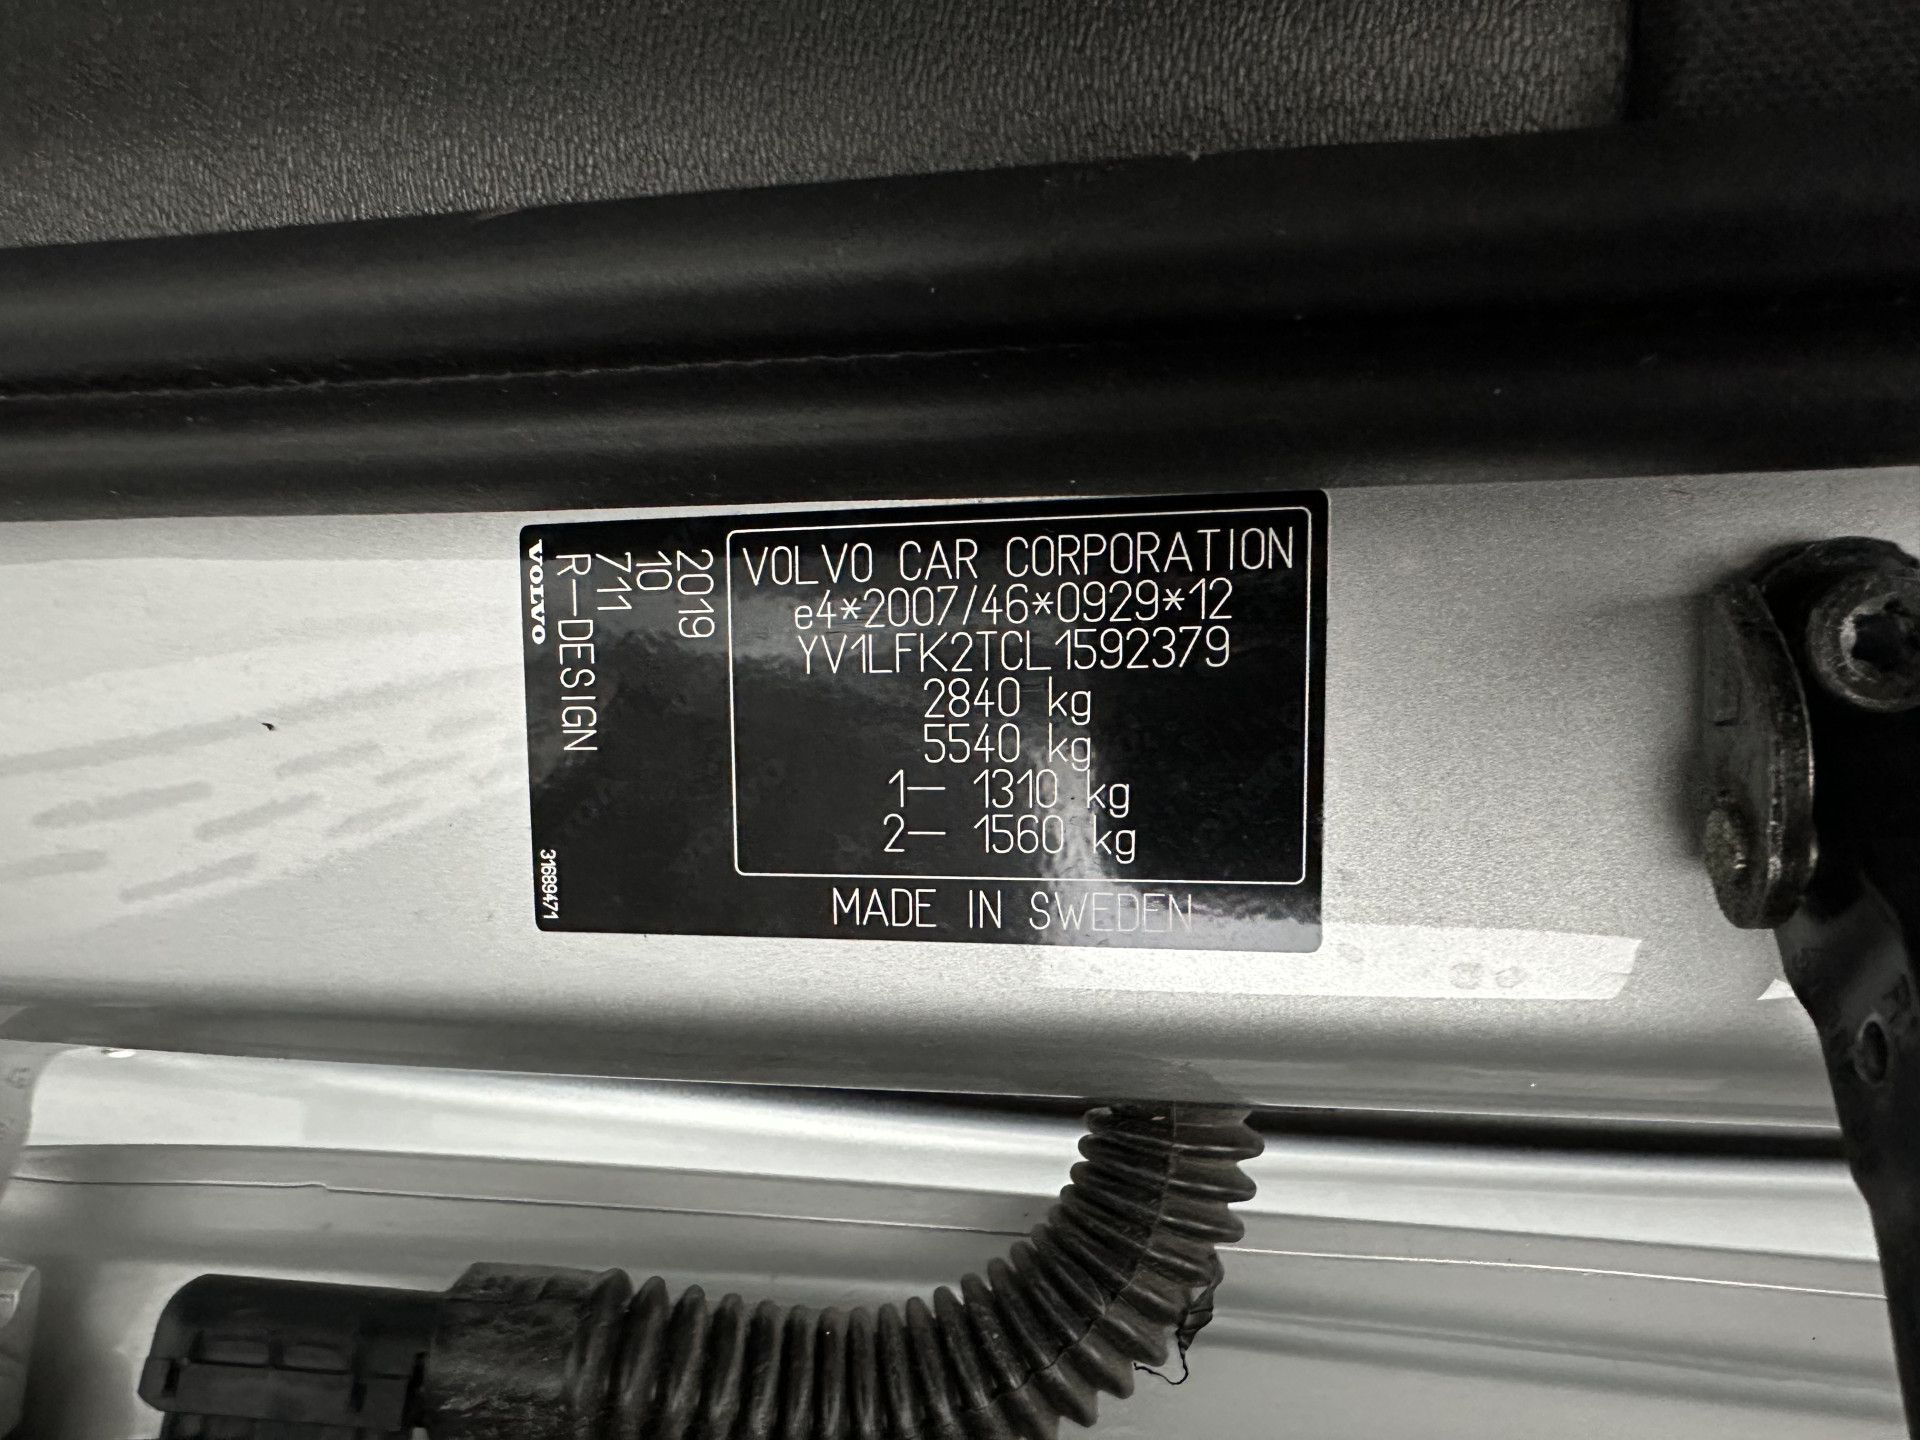 VOLVO CAR CORPORATION
e4*2007/46*0929*12
YV1LFK2TCL1592379
2840 kg
5540 kg
1– 1310 kg
2– 1560 kg
MADE IN SWEDEN
2019
10
711
R–DESIGN
VOLVO
31689471